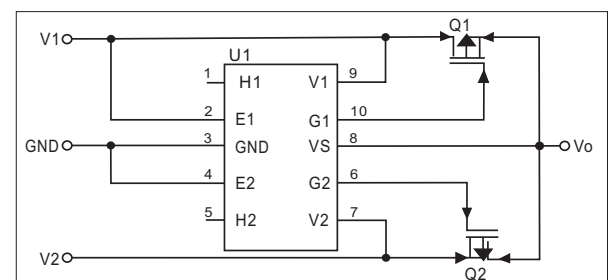 Q1
V1
U1
1 H1 V1 9
2 E1 G1 10
GND 3 GND VS 8 Vo
4 E2 G2 6
5 H2 V2 7
V2
Q2